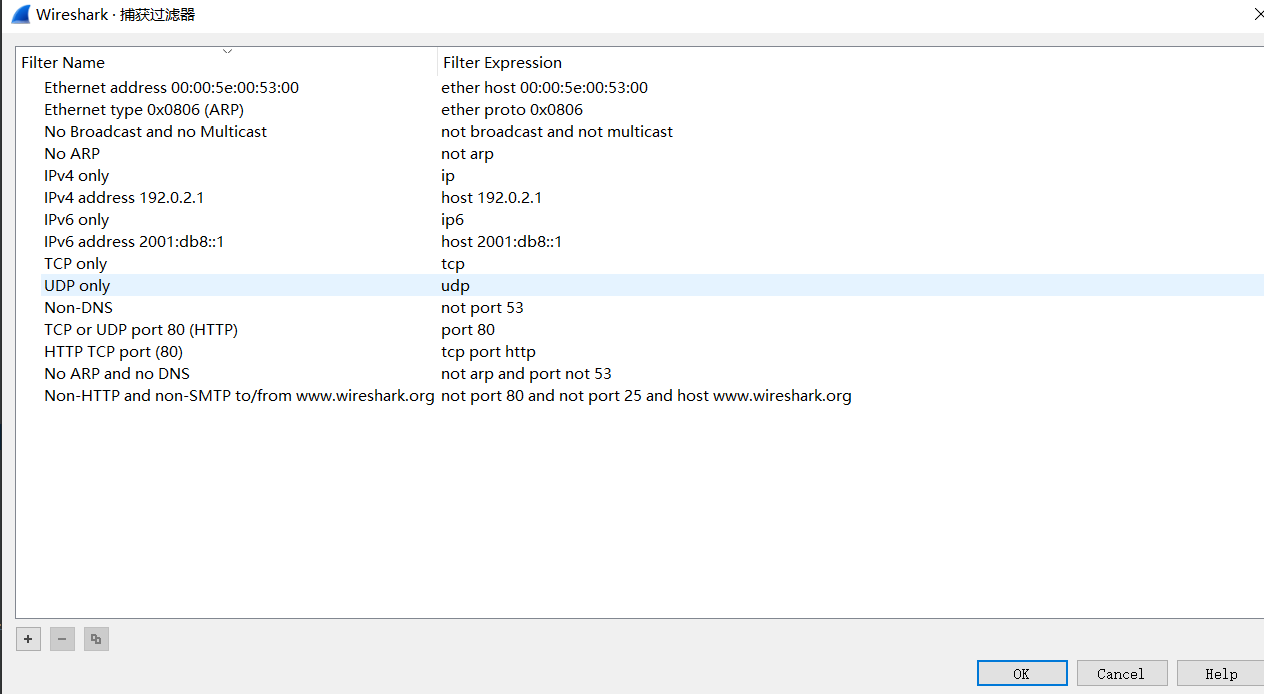 Wireshark · 捕获过滤器
Filter Name Filter Expression
Ethernet address 00:00:5e:00:53:00 ether host 00:00:5e:00:53:00
Ethernet type 0x0806 (ARP) ether proto 0x0806
No Broadcast and no Multicast not broadcast and not multicast
No ARP not arp
IPv4 only ip
IPv4 address 192.0.2.1 host 192.0.2.1
IPv6 only ip6
IPv6 address 2001:db8::1 host 2001:db8::1
TCP only tcp
UDP only udp
Non-DNS not port 53
TCP or UDP port 80 (HTTP) port 80
HTTP TCP port (80) tcp port http
No ARP and no DNS not arp and port not 53
Non-HTTP and non-SMTP to/from www.wireshark.org not port 80 and not port 25 and host www.wireshark.org
OK Cancel Help